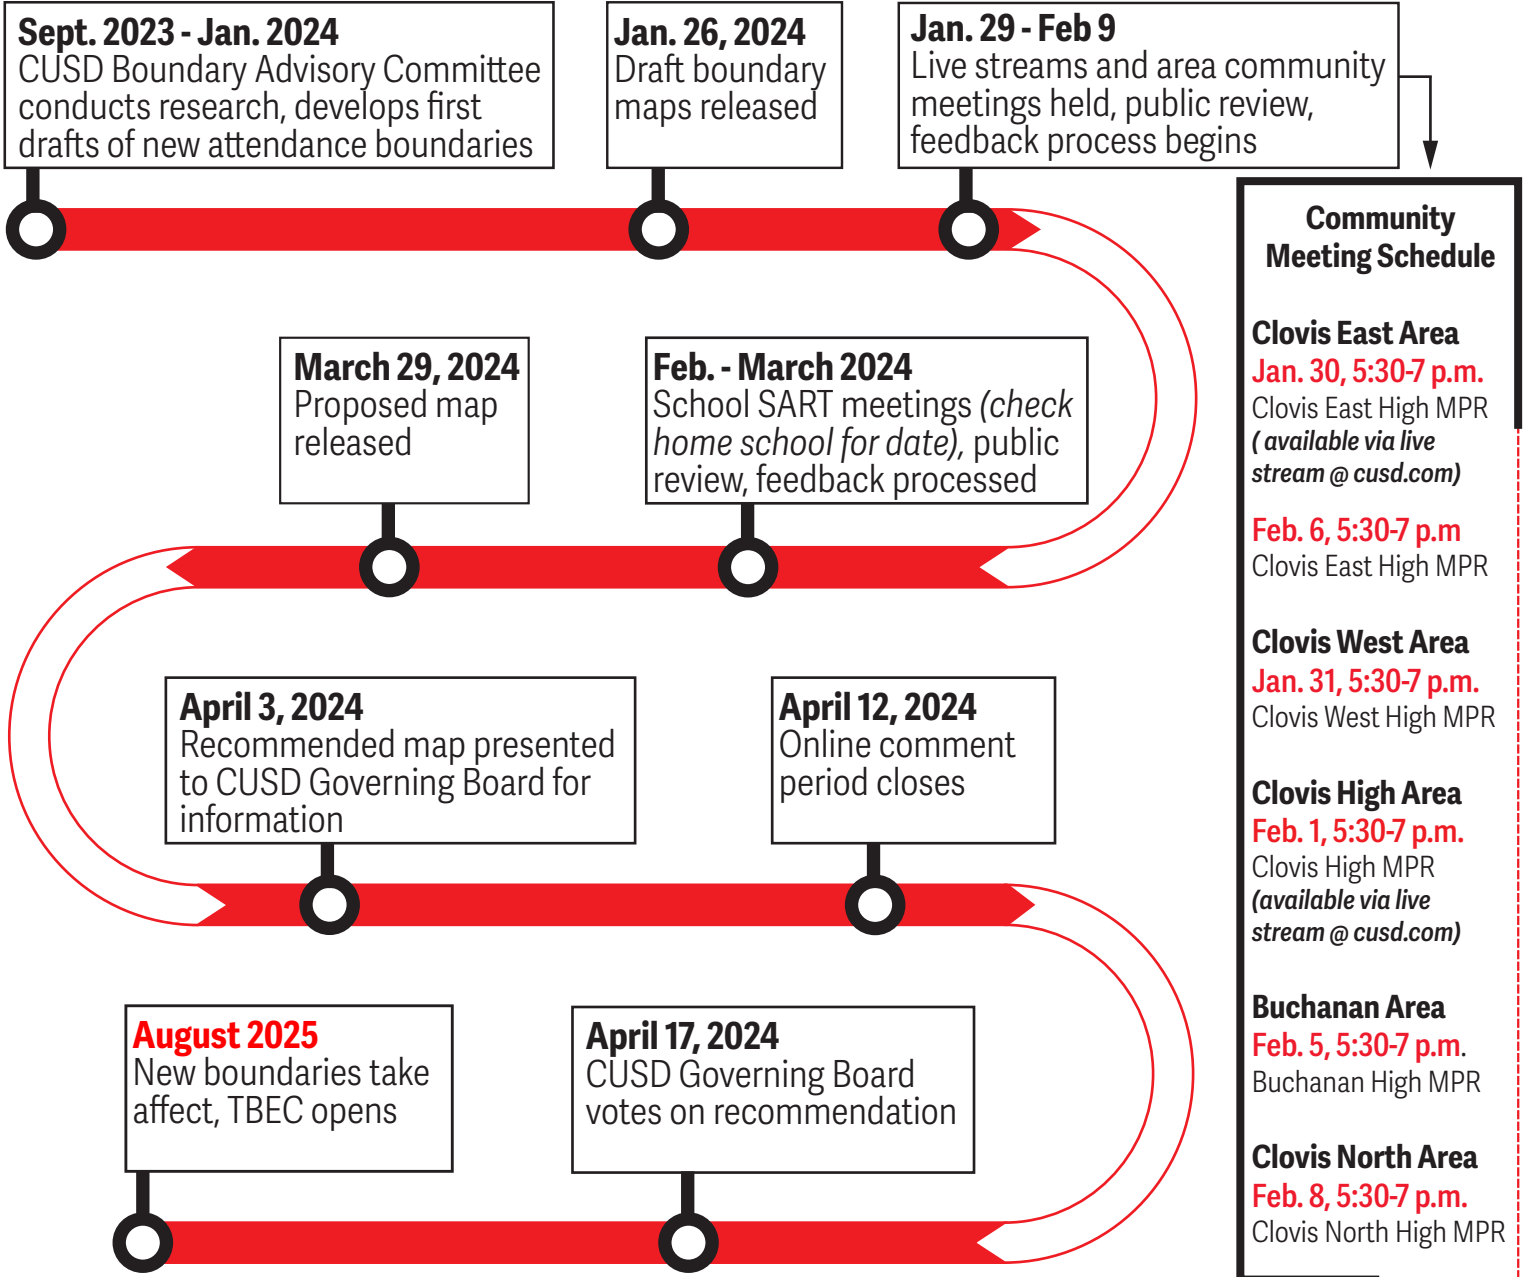 Sept. 2023 - Jan. 2024
CUSD Boundary Advisory Committee
conducts research, develops first
drafts of new attendance boundaries
Jan. 26, 2024
Draft boundary
maps released
Jan. 29 - Feb 9
Live streams and area community
meetings held, public review,
feedback process begins
Feb. - March 2024
School SART meetings (check
home school for date), public
review, feedback processed
March 29, 2024
Proposed map
released
April 3, 2024
Recommended map presented
to CUSD Governing Board for
information
April 12, 2024
Online comment
period closes
April 17, 2024
CUSD Governing Board
votes on recommendation
August 2025
New boundaries take
affect, TBEC opens
Community
Meeting Schedule
Clovis East Area
Jan. 30, 5:30-7 p.m.
Clovis East High MPR
( available via live
stream @ cusd.com)
Feb. 6, 5:30-7 p.m
Clovis East High MPR
Clovis West Area
Jan. 31, 5:30-7 p.m.
Clovis West High MPR
Clovis High Area
Feb. 1, 5:30-7 p.m.
Clovis High MPR
(available via live
stream @ cusd.com)
Buchanan Area
Feb. 5, 5:30-7 p.m.
Buchanan High MPR
Clovis North Area
Feb. 8, 5:30-7 p.m.
Clovis North High MPR